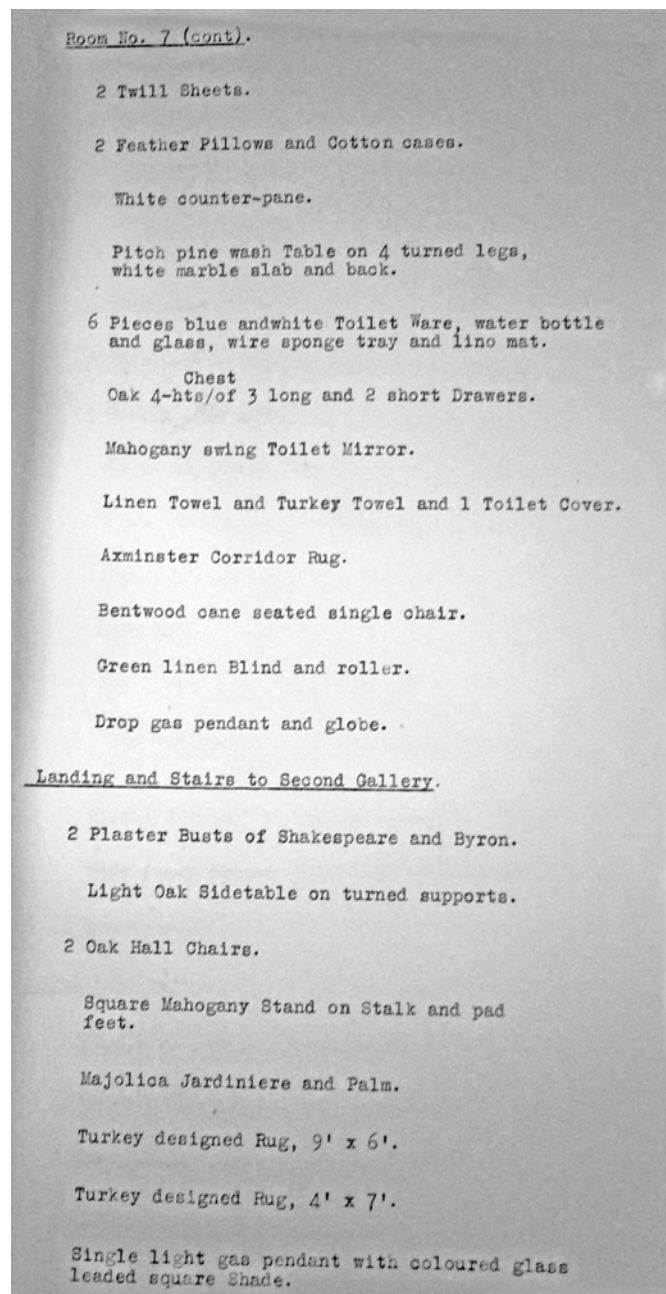 Room No. 7 (cont).
2 Twill Sheets.
2 Feather Pillows and Cotton cases.
White counter-pane.
Pitch pine wash Table on 4 turned legs,
white marble slab and back.
6 Pieces blue andwhite Toilet Ware, water bottle
and glass, wire sponge tray and lino mat.
Chest
Oak 4-hts/of 3 long and 2 short Drawers.
Mahogany swing Toilet Mirror.
Linen Towel and Turkey Towel and 1 Toilet Cover.
Axminster Corridor Rug.
Bentwood cane seated single chair.
Green linen Blind and roller.
Drop gas pendant and globe.
Landing and Stairs to Second Gallery.
2 Plaster Busts of Shakespeare and Byron.
Light Oak Sidetable on turned supports.
2 Oak Hall Chairs.
Square Mahogany Stand on Stalk and pad
feet.
Majolica Jardiniere and Palm.
Turkey designed Rug, 9' x 6'.
Turkey designed Rug, 4' x 7'.
Single light gas pendant with coloured glass
leaded square Shade.